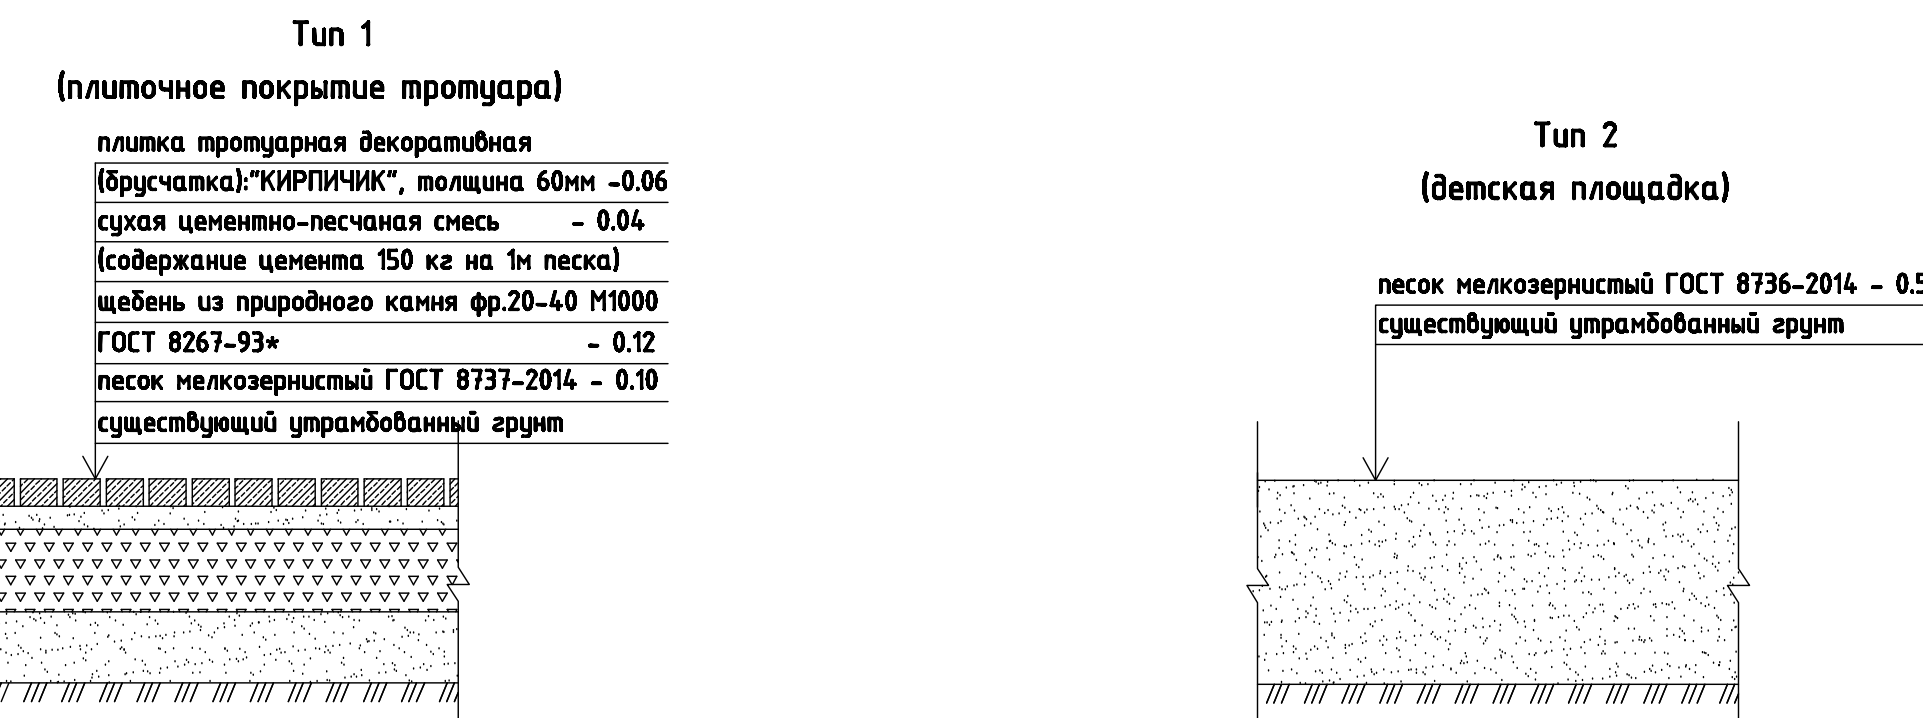 Тип 1
(плиточное покрытие тротуара)
плитка тротуарная декоративная
(брусчатка):"КИРПИЧИК", толщина 60мм -0.06
сухая цементно-песчаная смесь - 0.04
(содержание цемента 150 кг на 1м песка)
щебень из природного камня фр.20-40 М1000
ГОСТ 8267-93* - 0.12
песок мелкозернистый ГОСТ 8737-2014 - 0.10
существующий утрамбованный грунт
Тип 2
(детская площадка)
песок мелкозернистый ГОСТ 8736-2014 - 0.5
существующий утрамбованный грунт